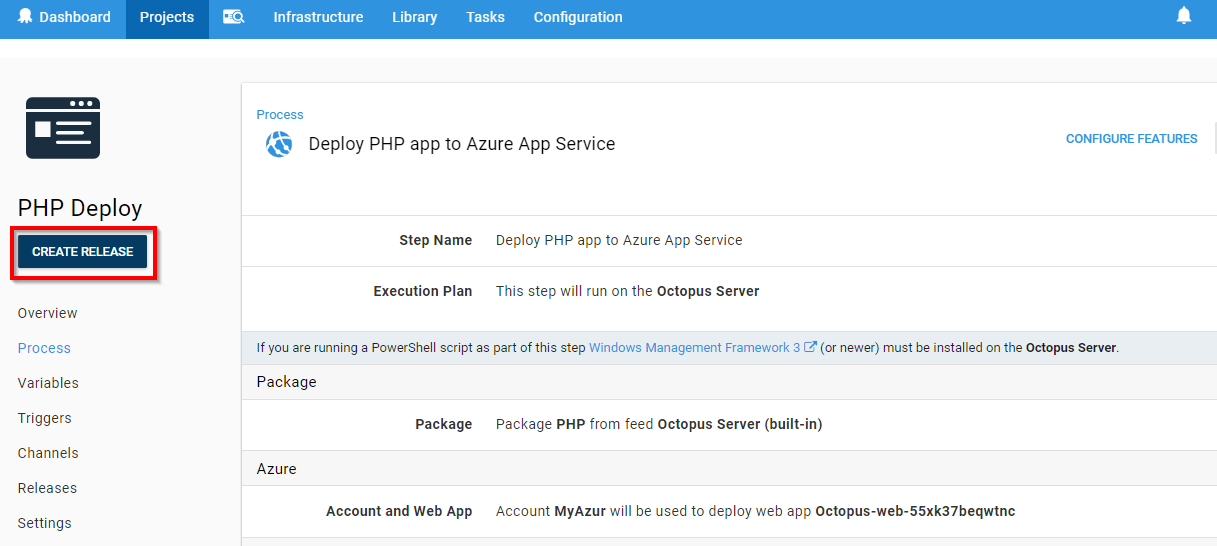 Dashboard Projects Infrastructure Library Tasks Configuration
PHP Deploy
CREATE RELEASE
Overview
Process
Variables
Triggers
Channels
Releases
Settings
Process
Deploy PHP app to Azure App Service
CONFIGURE FEATURES
Step Name Deploy PHP app to Azure App Service
Execution Plan This step will run on the Octopus Server
If you are running a PowerShell script as part of this step Windows Management Framework 3 (or newer) must be installed on the Octopus Server.
Package
Package Package PHP from feed Octopus Server (built-in)
Azure
Account and Web App Account MyAzur will be used to deploy web app Octopus-web-55xk37beqwtnc